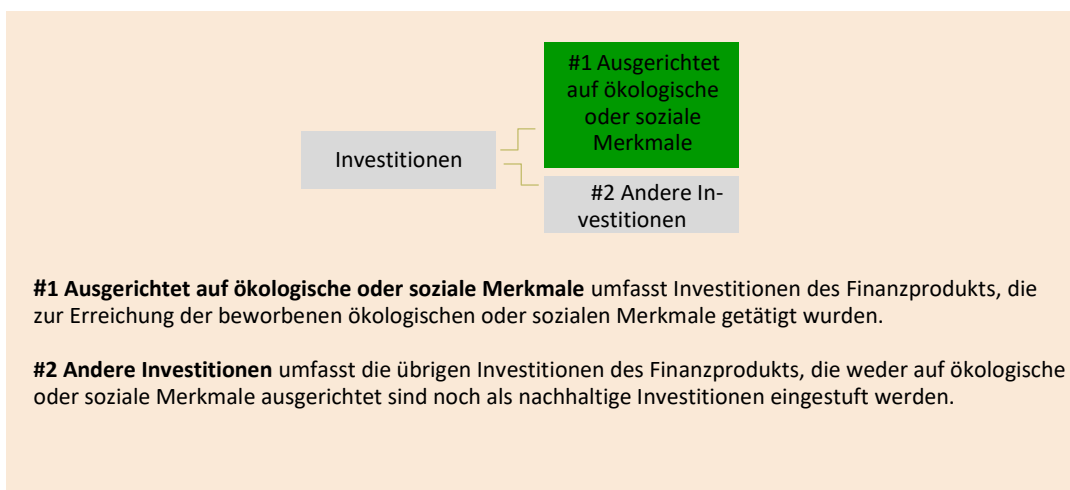 #1 Ausgerichtet
auf ökologische
oder soziale
Merkmale
Investitionen
#2 Andere In-
vestitionen
#1 Ausgerichtet auf ökologische oder soziale Merkmale umfasst Investitionen des Finanzprodukts, die
zur Erreichung der beworbenen ökologischen oder sozialen Merkmale getätigt wurden.
#2 Andere Investitionen umfasst die übrigen Investitionen des Finanzprodukts, die weder auf ökologische
oder soziale Merkmale ausgerichtet sind noch als nachhaltige Investitionen eingestuft werden.